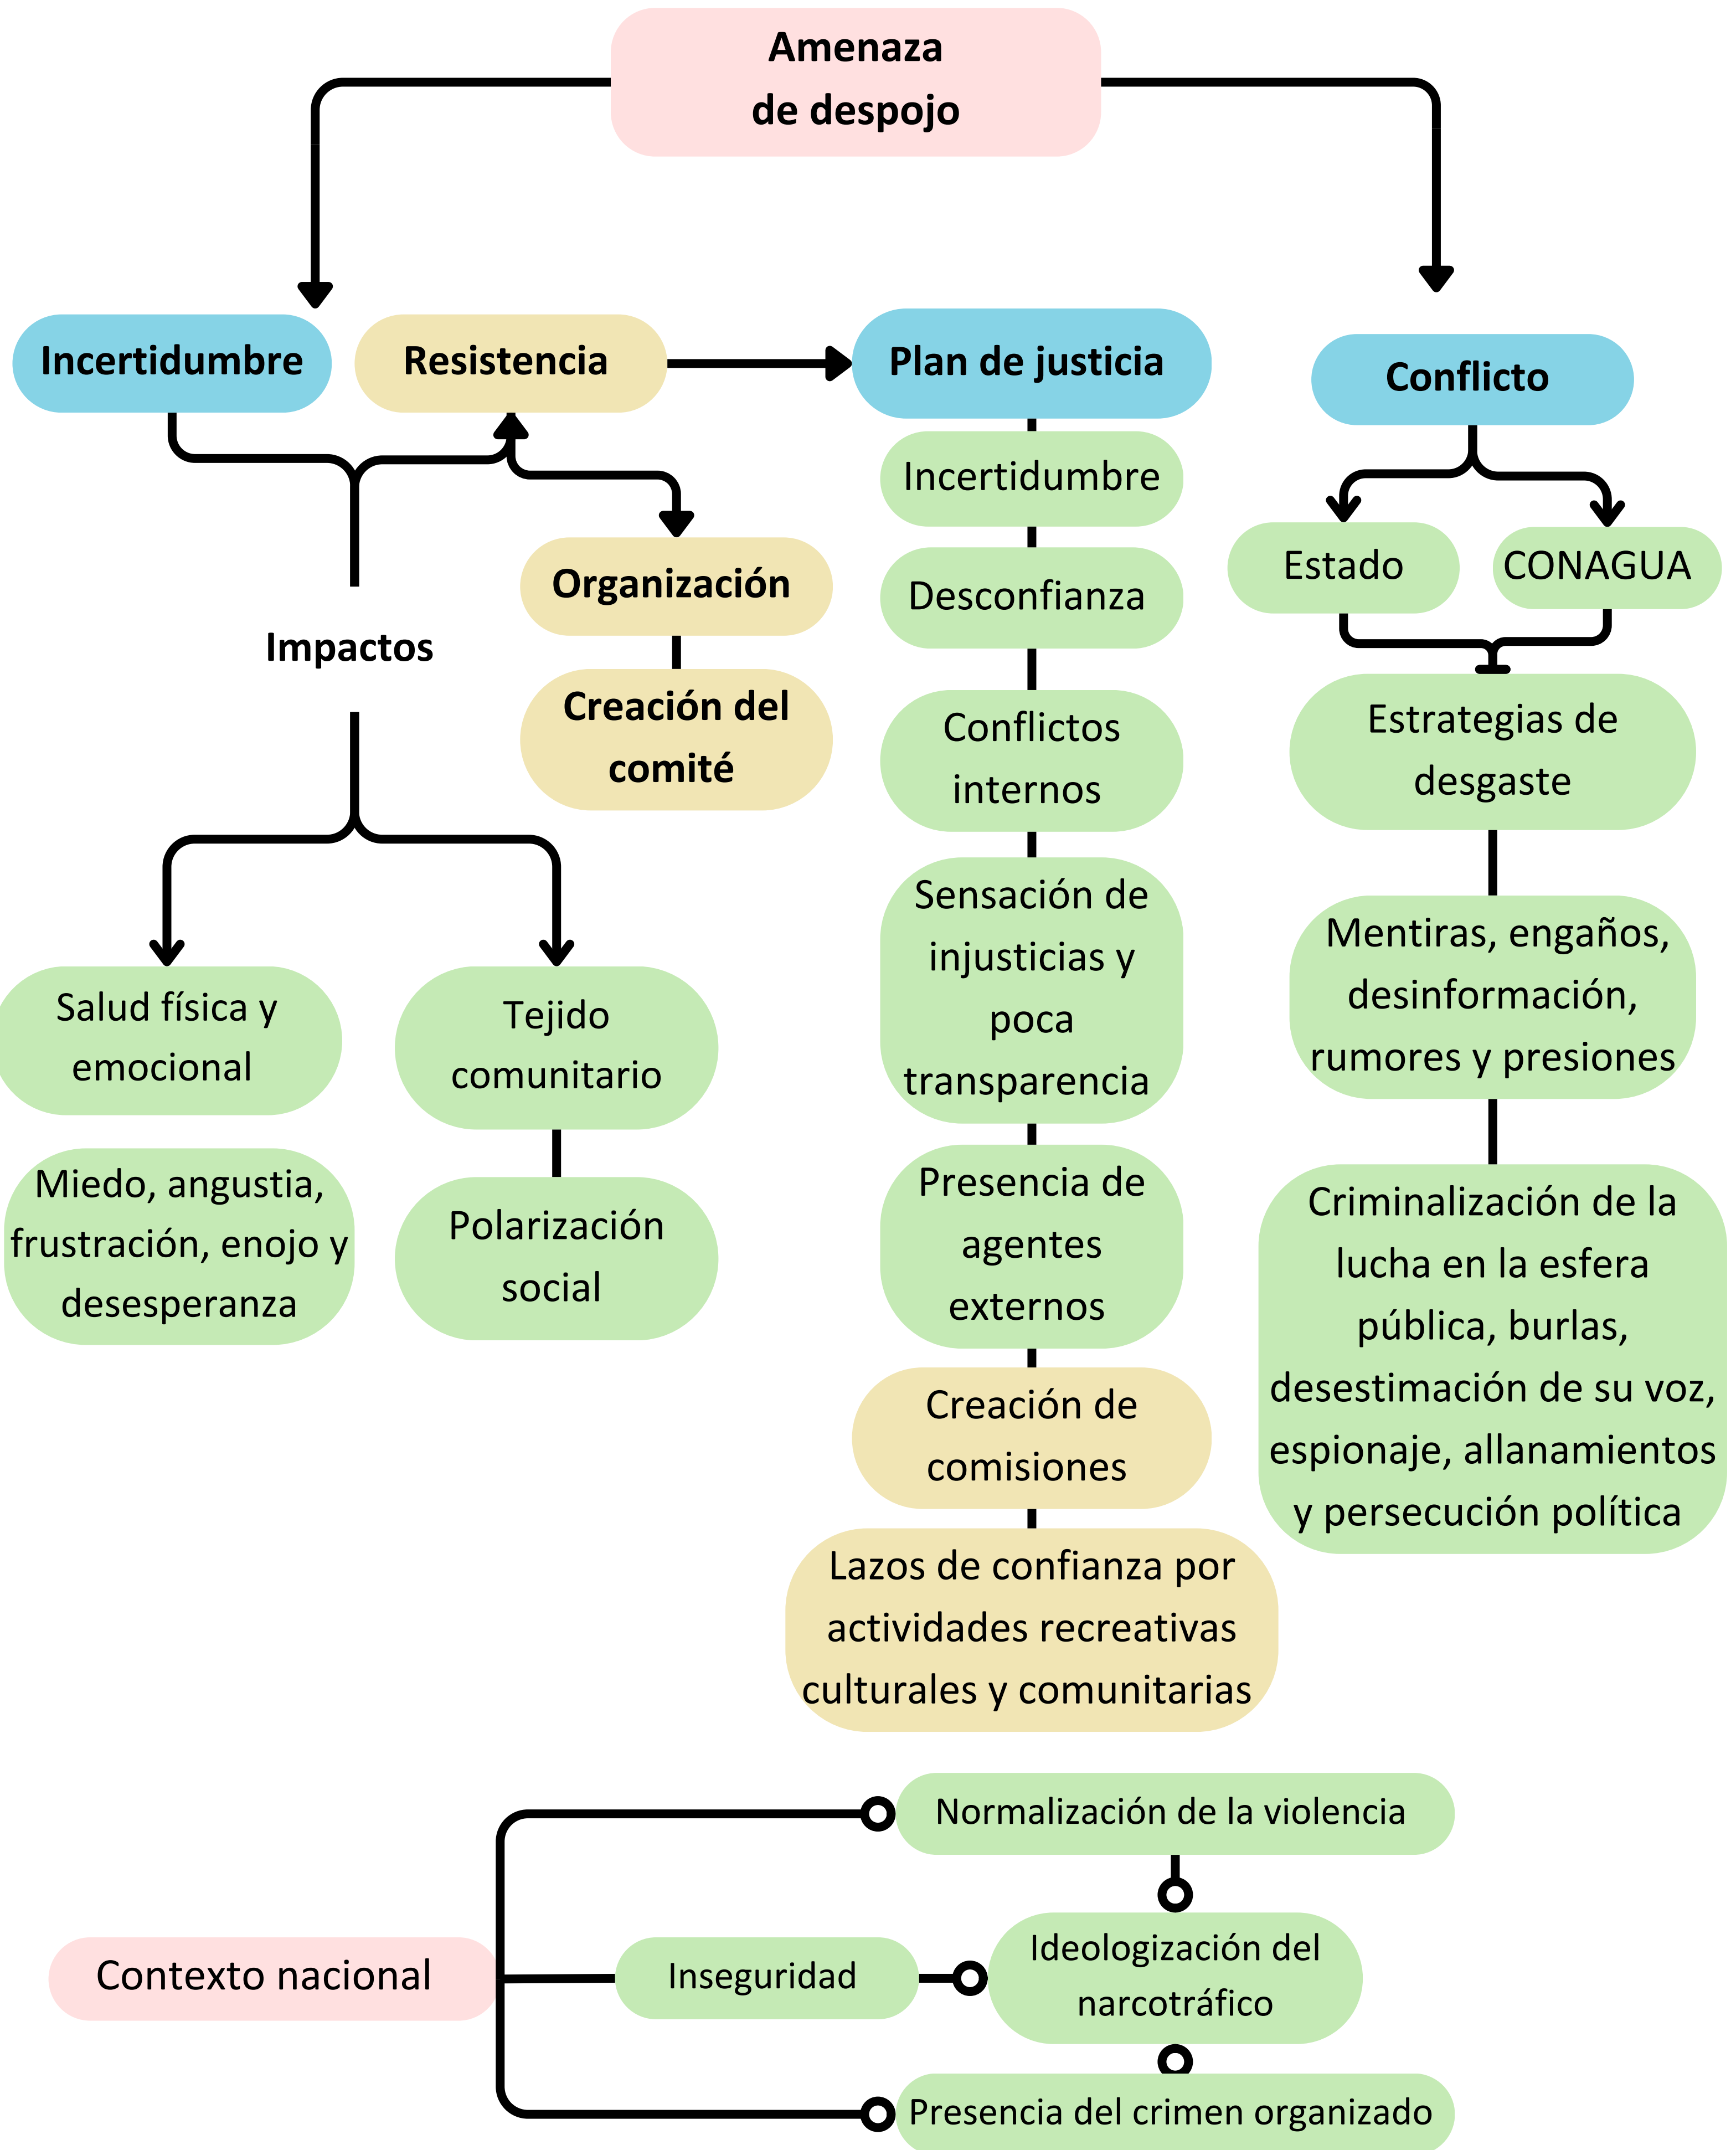 Amenaza
de despojo
Incertidumbre
Resistencia
Plan de justicia
Conflicto
Impactos
Organización
Creación del
comité
Salud física y
emocional
Miedo, angustia,
frustración, enojo y
desesperanza
Tejido
comunitario
Polarización
social
Incertidumbre
Desconfianza
Conflictos
internos
Sensación de
injusticias y
poca
transparencia
Presencia de
agentes
externos
Creación de
comisiones
Lazos de confianza por
actividades recreativas
culturales y comunitarias
Estado
CONAGUA
Estrategias de
desgaste
Mentiras, engaños,
desinformación,
rumores y presiones
Criminalización de la
lucha en la esfera
pública, burlas,
desestimación de su voz,
espionaje, allanamientos
y persecución política
Contexto nacional
Normalización de la violencia
Inseguridad
Ideologización del
narcotráfico
Presencia del crimen organizado